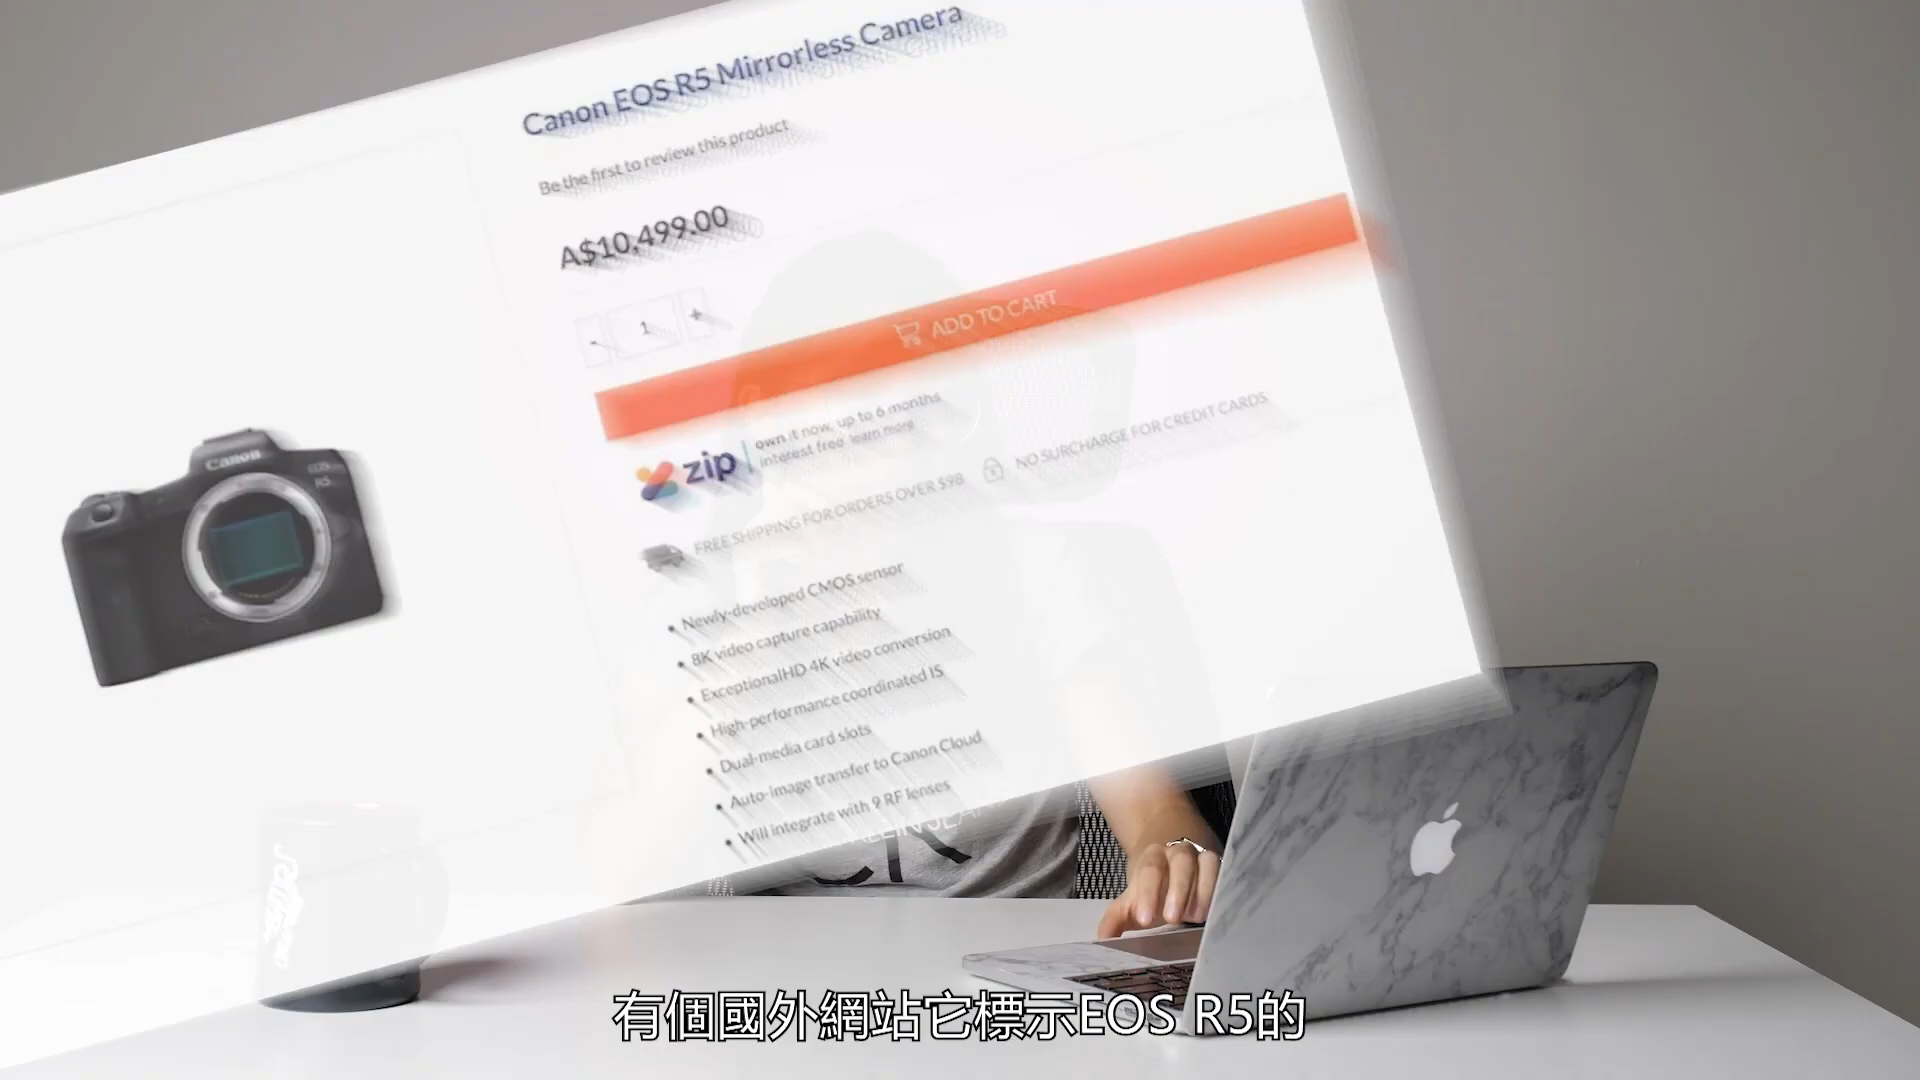 Canon EOS R5 Mirrorless Camera
Be the first to review this product
A$10,499.00
- 1 +
ADD TO CART
zip
own it now, up to 6 months
interest free learn more
FREE SHIPPING FOR ORDERS OVER $98
NO SURCHARGE FOR CREDIT CARDS
Canon
EOS
R5
Newly-developed CMOS sensor
8K video capture capability
ExceptionalHD 4K video conversion
High-performance coordinated IS
Dual-media card slots
Auto-image transfer to Canon Cloud
Will integrate with 9 RF lenses
有個國外網站它標示EOS R5的